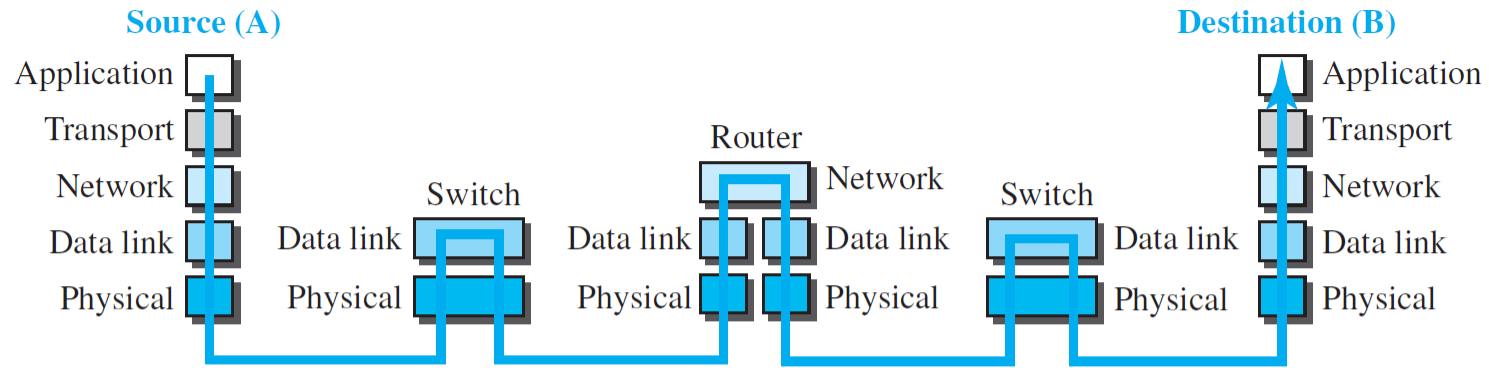 Source (A)
Destination (B)
Application
Transport
Network
Data link
Physical
Switch
Data link
Physical
Router
Network
Data link
Data link
Physical
Physical
Switch
Data link
Physical
Application
Transport
Network
Data link
Physical